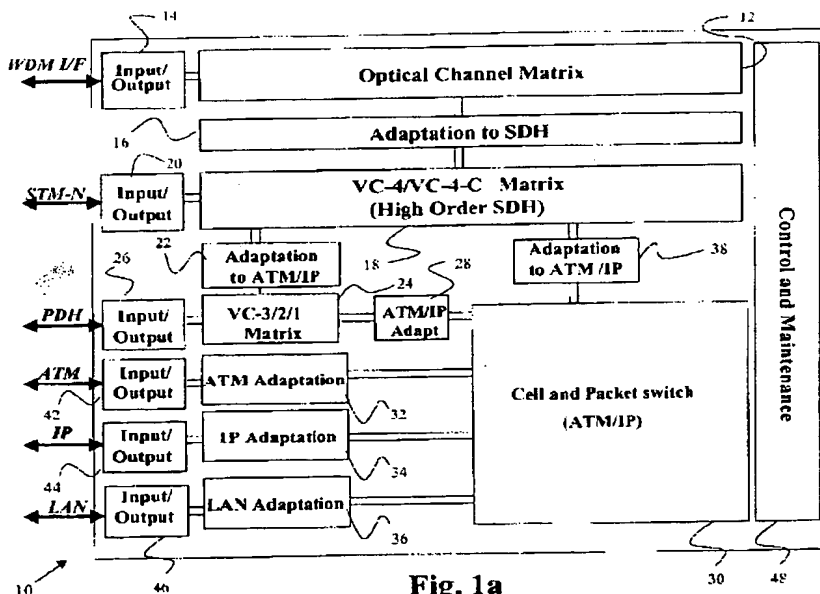 14
12
WDM I/F
Input/
Output
Optical Channel Matrix
16
Adaptation to SDH
20
STM-N
Input/
Output
VC-4/VC-4-C Matrix
(High Order SDH)
22
Adaptation
to ATM/IP
18
Adaptation
to ATM /IP
38
26
24
28
PDH
Input/
Output
VC-3/2/1
Matrix
ATM/IP
Adapt
ATM
Input/
Output
ATM Adaptation
Cell and Packet switch
(ATM/IP)
Control and Maintenance
42
32
IP
Input/
Output
IP Adaptation
44
34
LAN
Input/
Output
LAN Adaptation
36
10
46
30
48
Fig. 1a